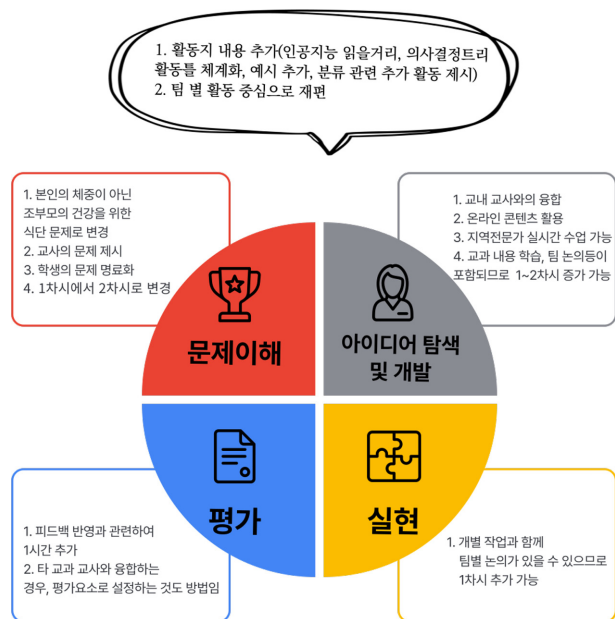 1. 활동지 내용 추가(인공지능 읽을거리, 의사결정트리
활동틀 체계화, 예시 추가, 분류 관련 추가 활동 제시)
2. 팀 별 활동 중심으로 재편
1. 본인의 체중이 아닌
조부모의 건강을 위한
식단 문제로 변경
2. 교사의 문제 제시
3. 학생의 문제 명료화
4. 1차시에서 2차시로 변경
1. 교내 교사와의 융합
2. 온라인 콘텐츠 활용
3. 지역전문가 실시간 수업 가능
4. 교과 내용 학습, 팀 논의등이
포함되므로 1~2차시 증가 가능
문제이해
아이디어 탐색
및 개발
평가
실현
1. 피드백 반영과 관련하여
1시간 추가
2. 타 교과 교사와 융합하는
경우, 평가요소로 설정하는 것도 방법임
1. 개별 작업과 함께
팀별 논의가 있을 수 있으므로
1차시 추가 가능